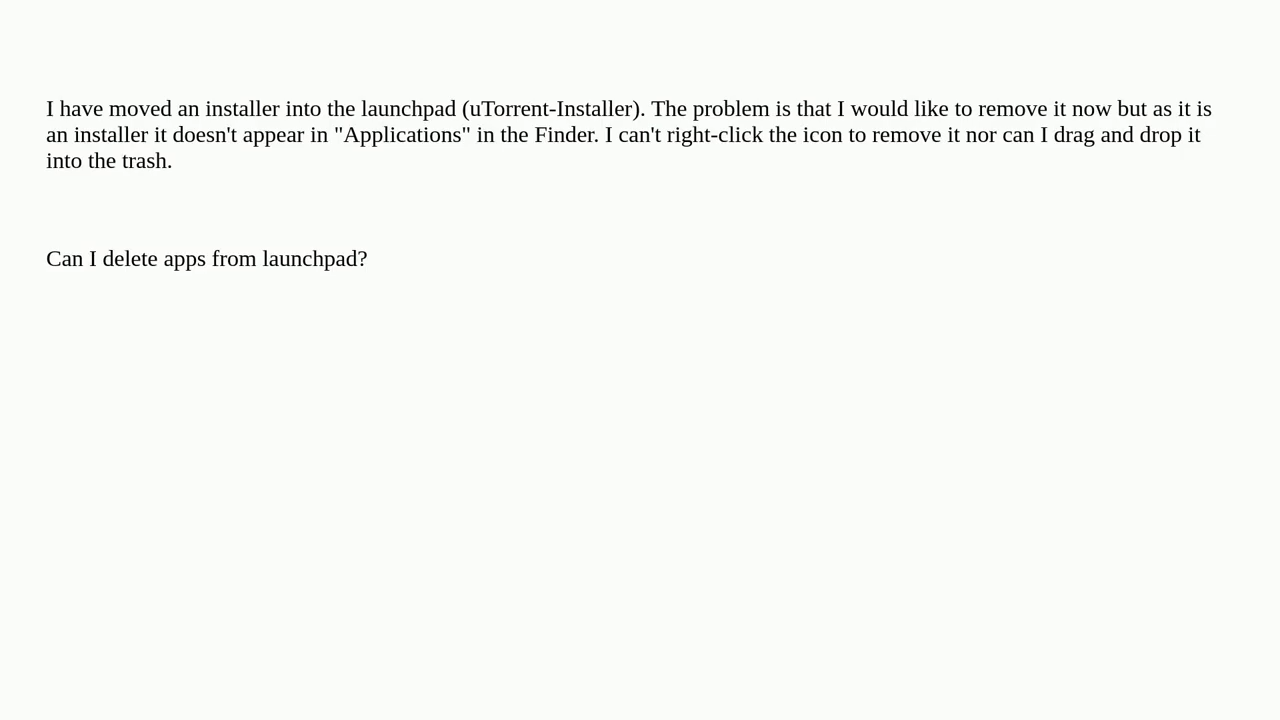 I have moved an installer into the launchpad (uTorrent-Installer). The problem is that I would like to remove it now but as it is
an installer it doesn't appear in "Applications" in the Finder. I can't right-click the icon to remove it nor can I drag and drop it
into the trash.
Can I delete apps from launchpad?